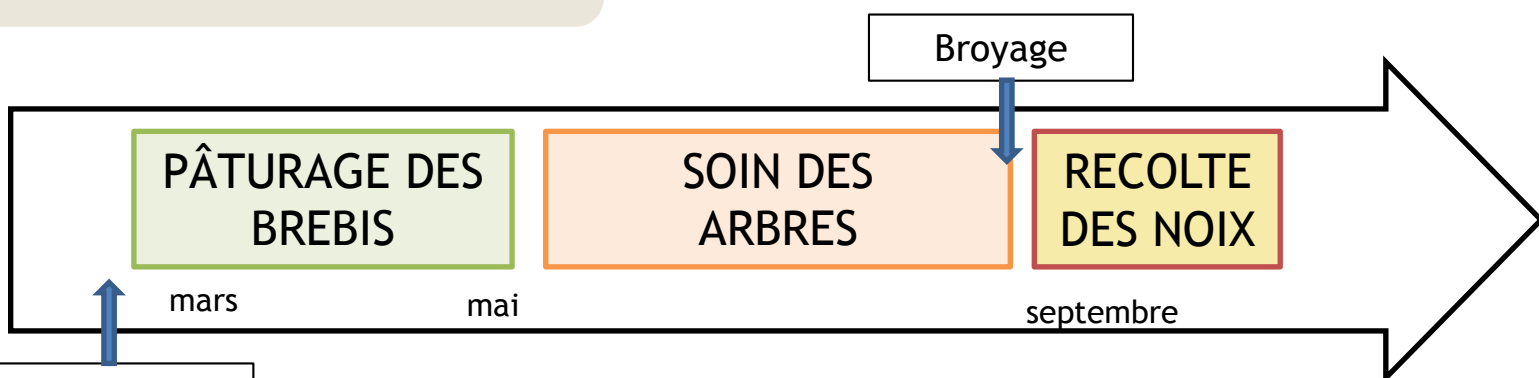 Broyage
PÂTURAGE DES
BREBIS
SOIN DES
ARBRES
RECOLTE
DES NOIX
mars
mai
septembre